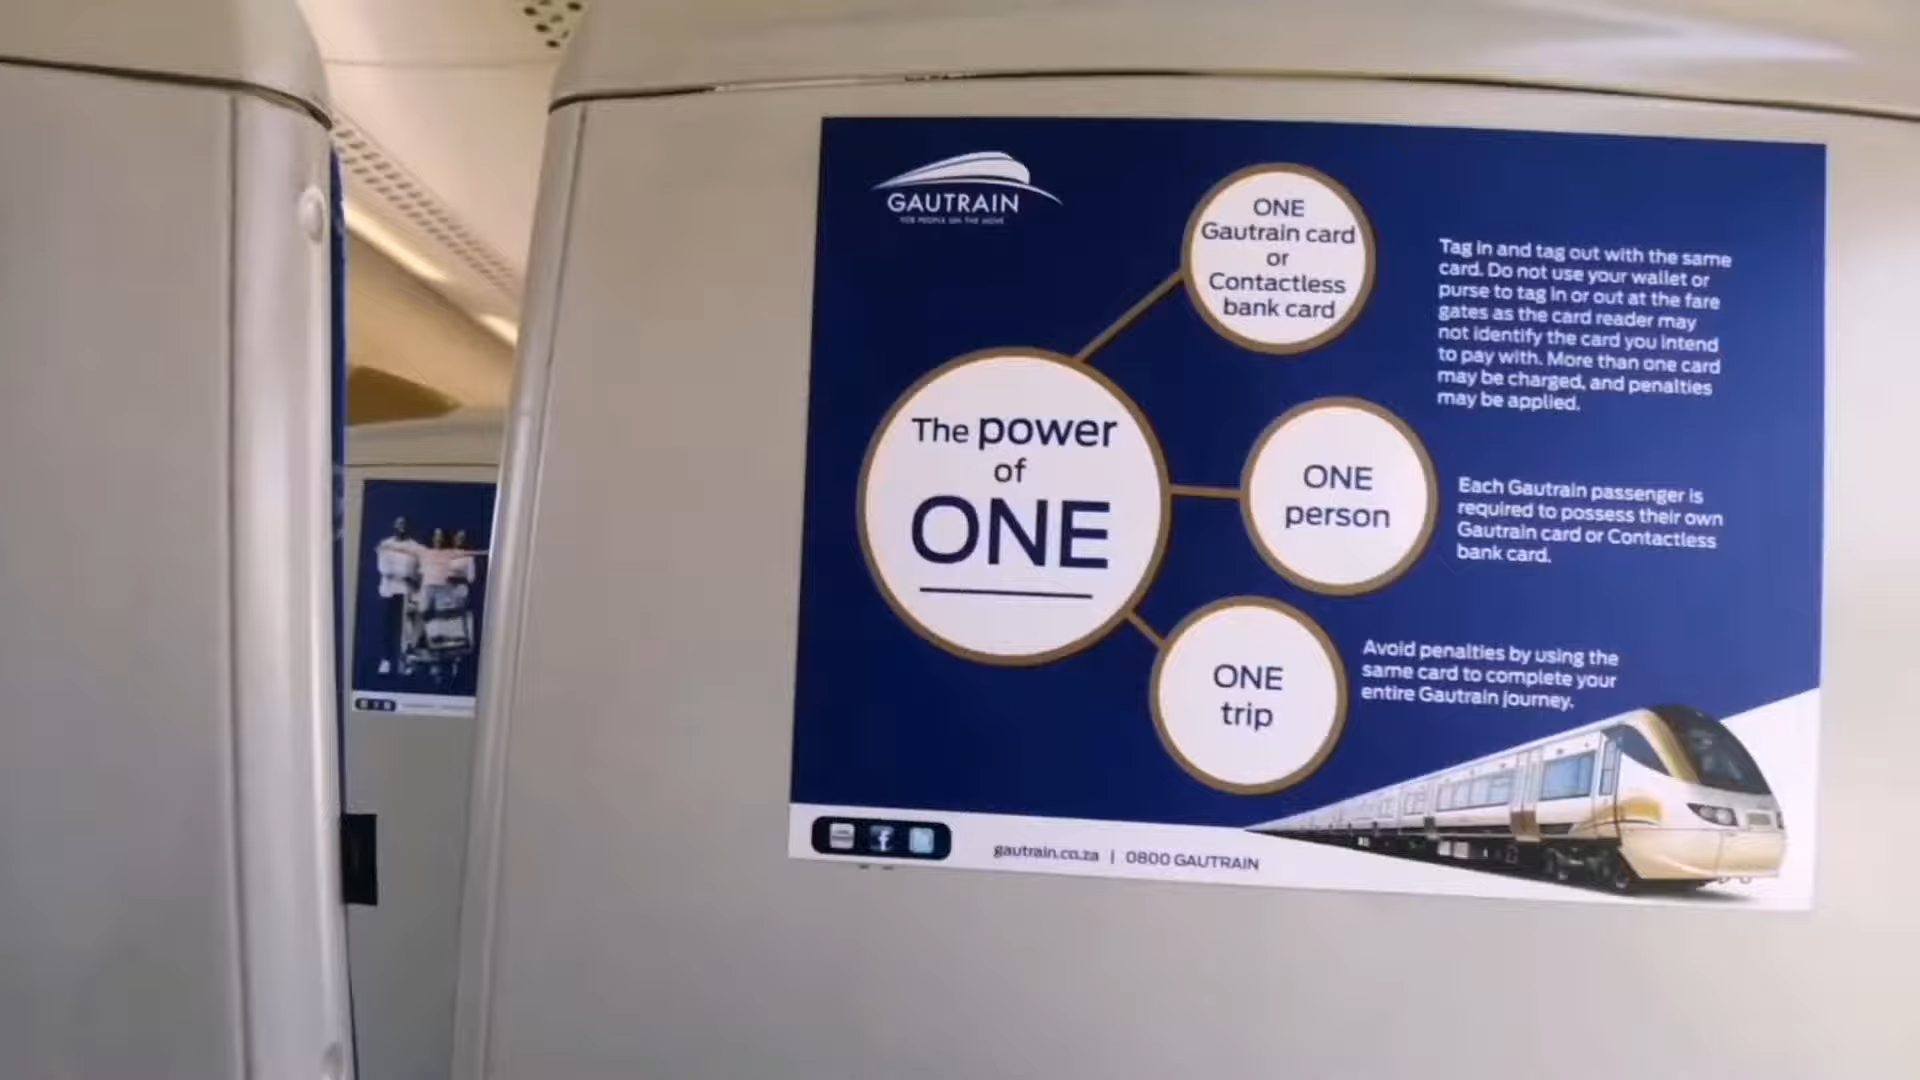 GAUTRAIN
FOR PEOPLE ON THE MOVE
ONE
Gautrain card
or
Contactless
bank card
Tag in and tag out with the same
card. Do not use your wallet or
purse to tag in or out at the fare
gates as the card reader may
not identify the card you intend
to pay with. More than one card
may be charged, and penalties
may be applied.
The power
of
ONE
ONE
person
Each Gautrain passenger is
required to possess their own
Gautrain card or Contactless
bank card.
ONE
trip
Avoid penalties by using the
same card to complete your
entire Gautrain journey.
gautrain.co.za | 0800 GAUTRAIN